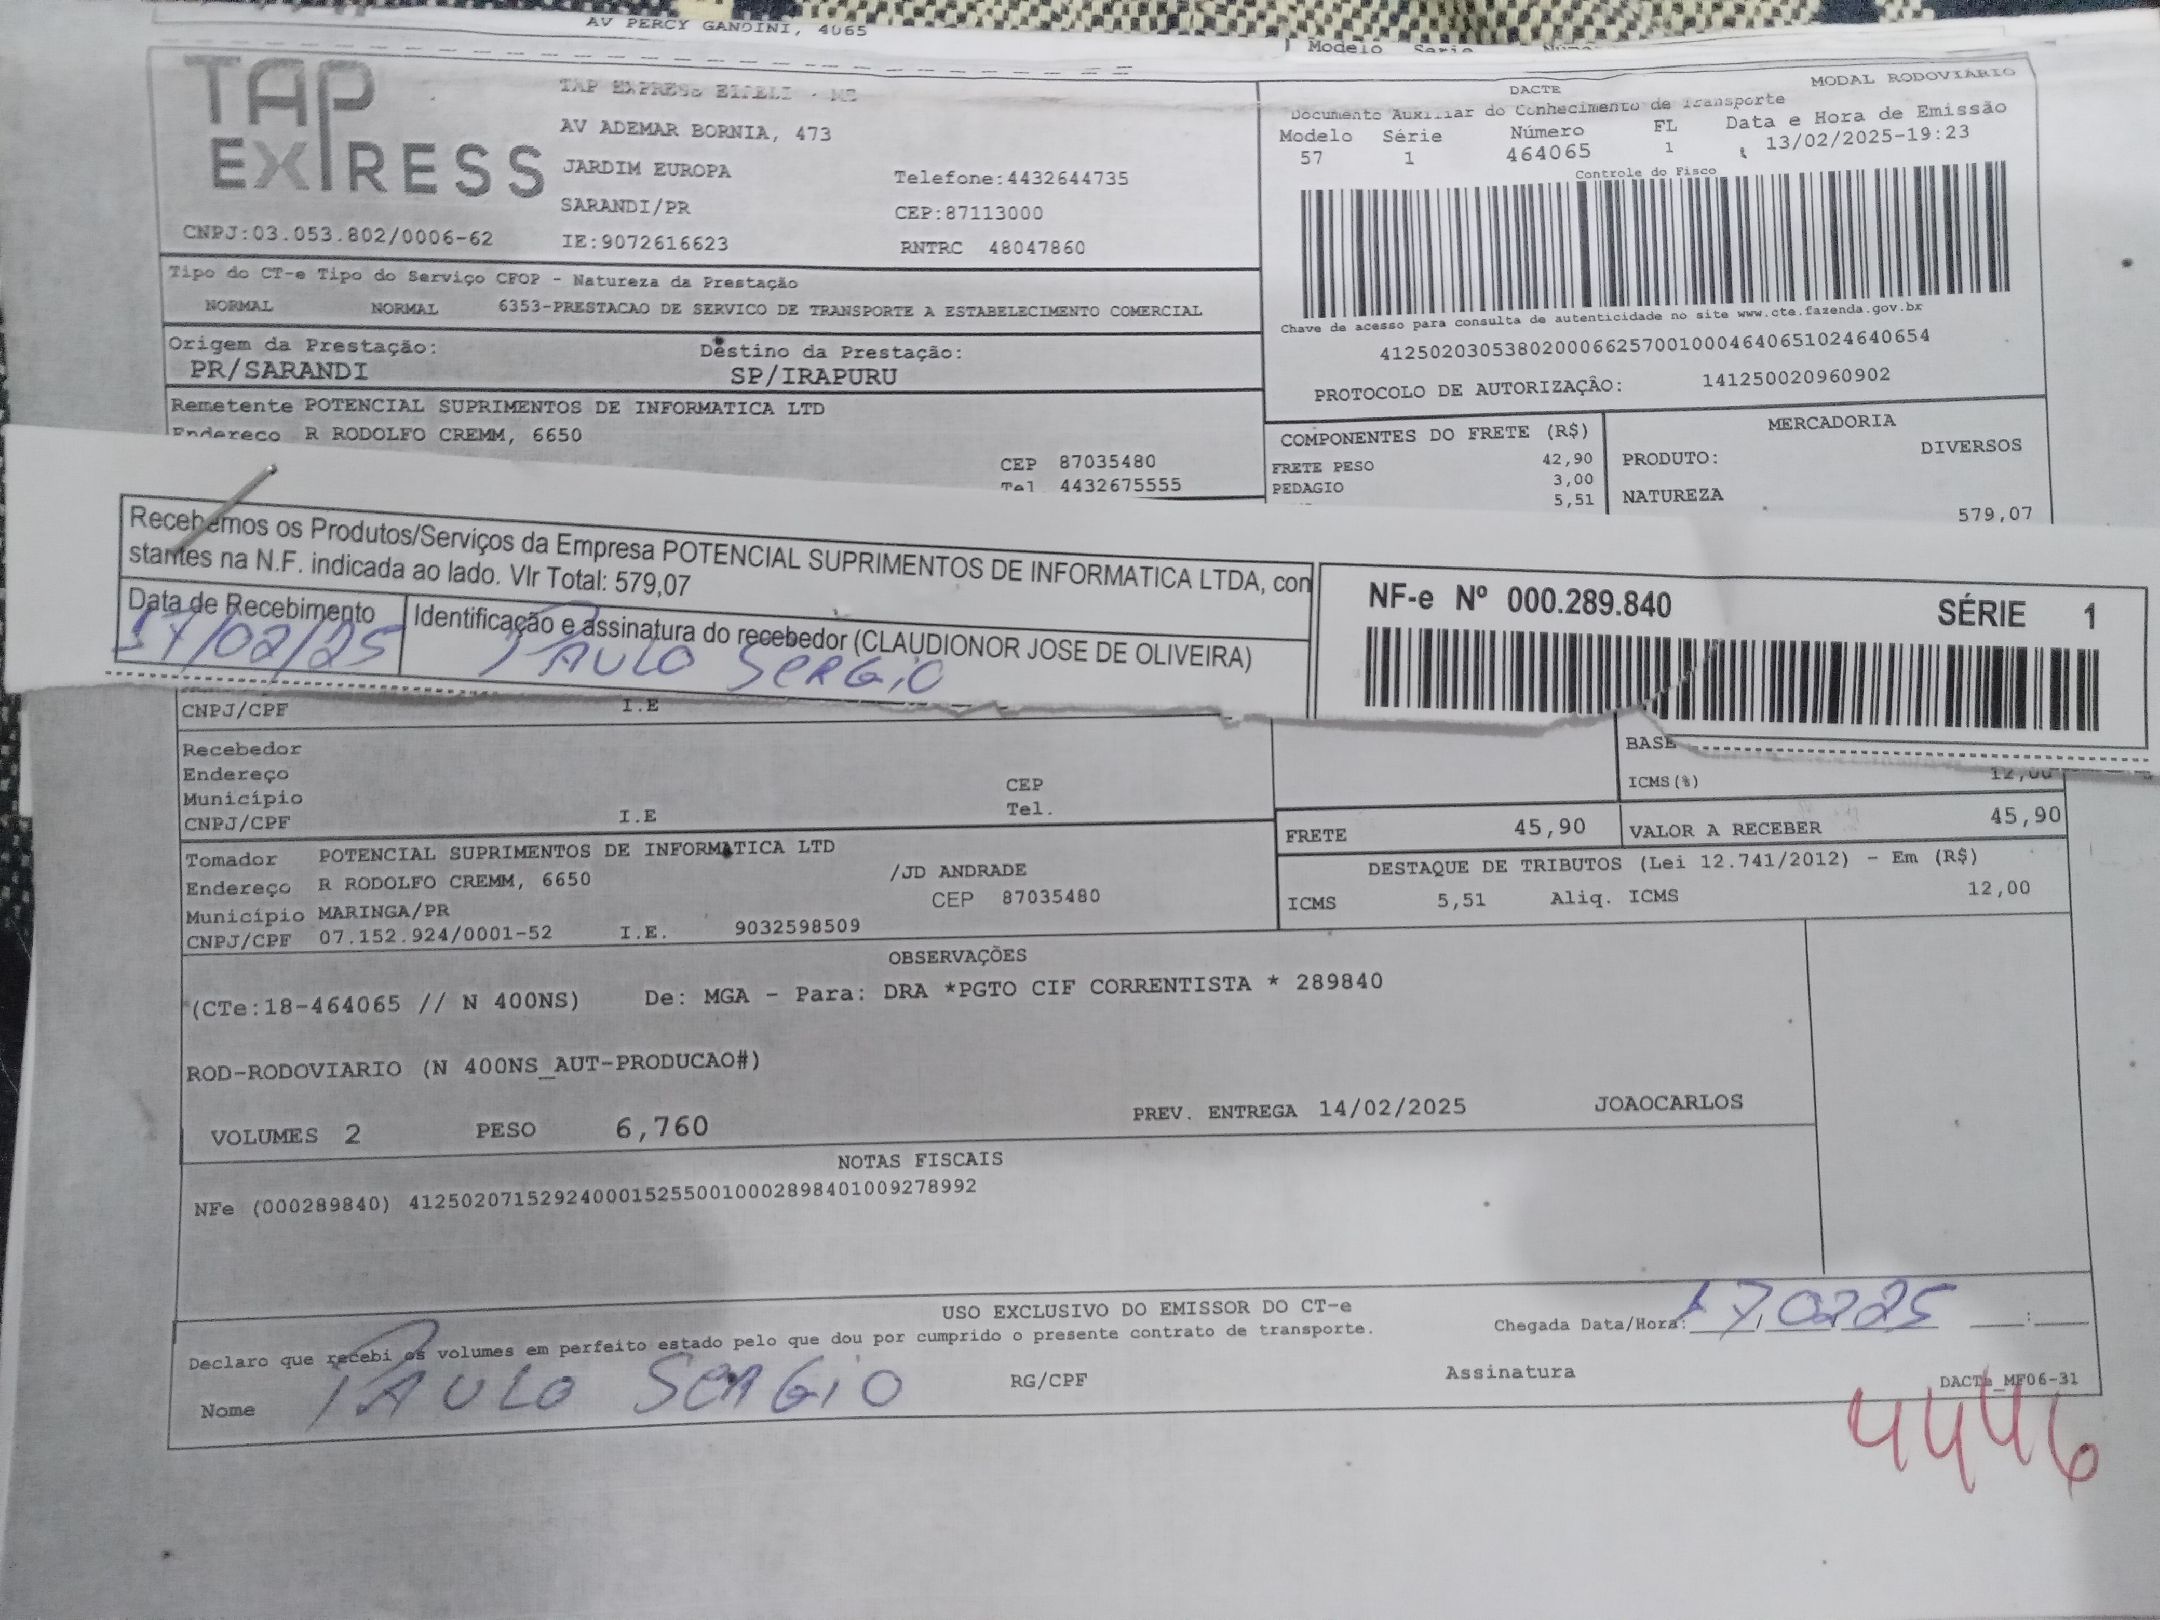 AV PERCY GANDINI, 4065
Modelo Serie
TAP EXPRESS
TAP EXPRESS EIRELI - ME
AV ADEMAR BORNIA, 473
JARDIM EUROPA Telefone:4432644735
SARANDI/PR CEP:87113000
CNPJ:03.053.802/0006-62 IE:9072616623 RNTRC 48047860
DACTE MODAL RODOVIÁRIO
Documento Auxiliar do Conhecimento de Transporte
Modelo Série Número FL Data e Hora de Emissão
57 1 464065 1 13/02/2025-19:23
Controle do Fisco
Chave de acesso para consulta de autenticidade no site www.cte.fazenda.gov.br
41250203053802000662570010004640651024640654
PROTOCOLO DE AUTORIZAÇÃO: 141250020960902
Tipo do CT-e Tipo do Serviço CFOP - Natureza da Prestação
NORMAL NORMAL 6353-PRESTACAO DE SERVICO DE TRANSPORTE A ESTABELECIMENTO COMERCIAL
Origem da Prestação: Destino da Prestação:
PR/SARANDI SP/IRAPURU
Remetente POTENCIAL SUPRIMENTOS DE INFORMATICA LTD
Endereço R RODOLFO CREMM, 6650
CEP 87035480
Tel 4432675555
COMPONENTES DO FRETE (R$)
FRETE PESO 42,90
PEDAGIO 3,00
5,51
MERCADORIA
PRODUTO: DIVERSOS
NATUREZA
579,07
Recebemos os Produtos/Serviços da Empresa POTENCIAL SUPRIMENTOS DE INFORMATICA LTDA, con
stantes na N.F. indicada ao lado. Vlr Total: 579,07
Data de Recebimento Identificação e assinatura do recebedor (CLAUDIONOR JOSE DE OLIVEIRA)
17/02/25 PAULO SERGIO
NF-e Nº 000.289.840 SÉRIE 1
CNPJ/CPF I.E
Recebedor
Endereço
Município CEP
CNPJ/CPF I.E Tel.
BASE
ICMS(%) 12,00
FRETE 45,90 VALOR A RECEBER 45,90
DESTAQUE DE TRIBUTOS (Lei 12.741/2012) - Em (R$)
ICMS 5,51 Aliq. ICMS 12,00
Tomador POTENCIAL SUPRIMENTOS DE INFORMATICA LTD
Endereço R RODOLFO CREMM, 6650 /JD ANDRADE
Município MARINGA/PR CEP 87035480
CNPJ/CPF 07.152.924/0001-52 I.E. 9032598509
OBSERVAÇÕES
(CTe:18-464065 // N 400NS) De: MGA - Para: DRA *PGTO CIF CORRENTISTA * 289840
ROD-RODOVIARIO (N 400NS_AUT-PRODUCAO#)
VOLUMES 2 PESO 6,760 PREV. ENTREGA 14/02/2025 JOAOCARLOS
NOTAS FISCAIS
NFe (000289840) 41250207152924000152550010002898401009278992
USO EXCLUSIVO DO EMISSOR DO CT-e
Declaro que recebi os volumes em perfeito estado pelo que dou por cumprido o presente contrato de transporte. Chegada Data/Hora: 17,0225 __:__
Nome PAULO SERGIO RG/CPF Assinatura
DACTe_MF06-31
4446